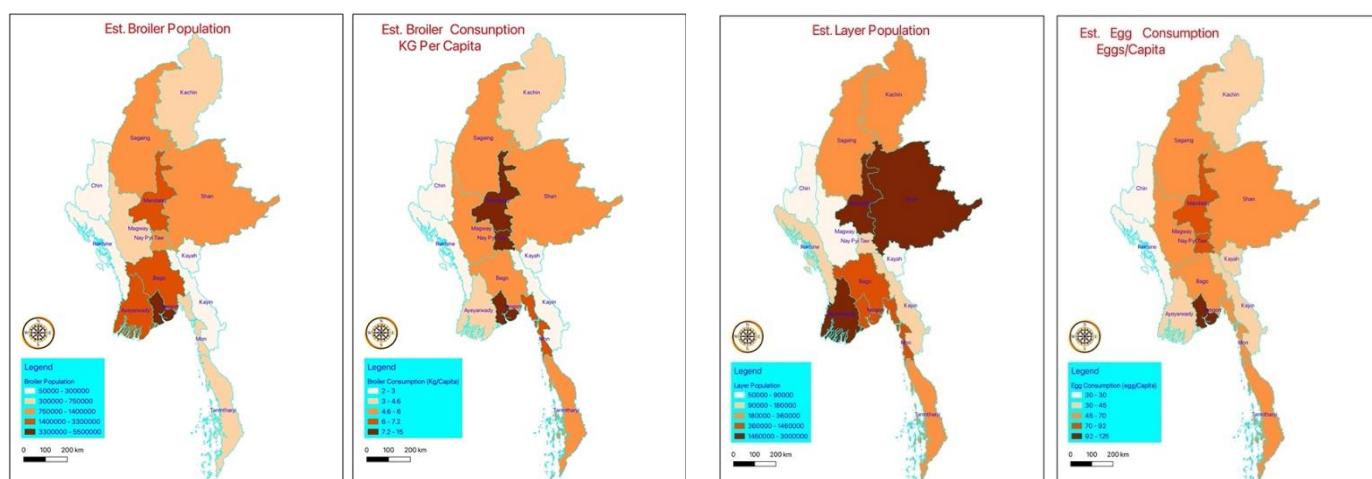 Est. Broiler Population
Kachin
Sagaing
Chin
Shan
Mandalay
Magway
Nay Pyi Taw
Rakhine
Kayah
Bago
Ayeyarwady
Kayin
Mon
Tanintharyi
Legend
Broiler Population
50000 - 300000
300000 - 750000
750000 - 1400000
1400000 - 3300000
3300000 - 5500000
0 100 200 km
Est. Broiler Consunption
KG Per Capita
Kachin
Sagaing
Chin
Shan
Magway
Nay Pyi Taw
Rakhine
Kayah
Bago
Ayeyarwady
Kayin
Mon
Tanintharyi
Legend
Broiler Consumption (Kg/Capita)
2 - 3
3 - 4.6
4.6 - 6
6 - 7.2
7.2 - 15
0 100 200 km
Est. Layer Population
Kachin
Sagaing
Chin
Shan
Magway
Nay Pyi Taw
Rakhine
Kayah
Bago
Ayeyarwady
Yangon
Kayin
Mon
Tanintharyi
Legend
Layer Population
50000 - 90000
90000 - 180000
180000 - 360000
360000 - 1460000
1460000 - 3000000
0 100 200 km
Est. Egg Consumption
Eggs/Capita
Kachin
Sagaing
Chin
Shan
Mandalay
Magway
Nay Pyi Taw
Rakhine
Kayah
Bago
Ayeyarwady
Kayin
Mon
Tanintharyi
Legend
Egg Consumption (egg/Capita)
30 - 30
30 - 45
45 - 70
70 - 92
92 - 125
0 100 200 km